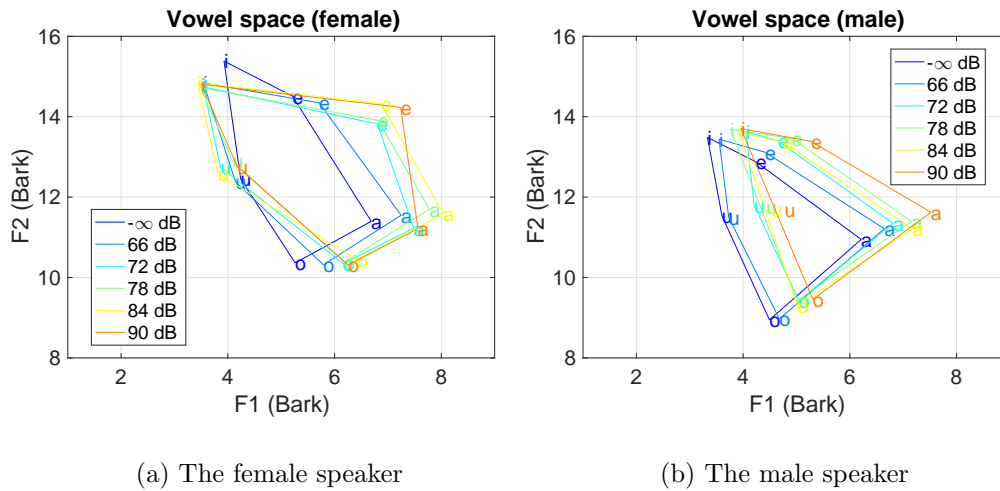 Vowel space (female)
16
14
12
10
8
2
4
6
8
F2 (Bark)
F1 (Bark)
-∞ dB
66 dB
72 dB
78 dB
84 dB
90 dB
i i i i i i
e e e e e e
a a a a a a
o o o o o o
u u u u u u
(a) The female speaker
Vowel space (male)
16
14
12
10
8
2
4
6
8
F2 (Bark)
F1 (Bark)
-∞ dB
66 dB
72 dB
78 dB
84 dB
90 dB
i i i i i i
e e e e e e
a a a a a a
o o o o o o
u u u u u u
(b) The male speaker